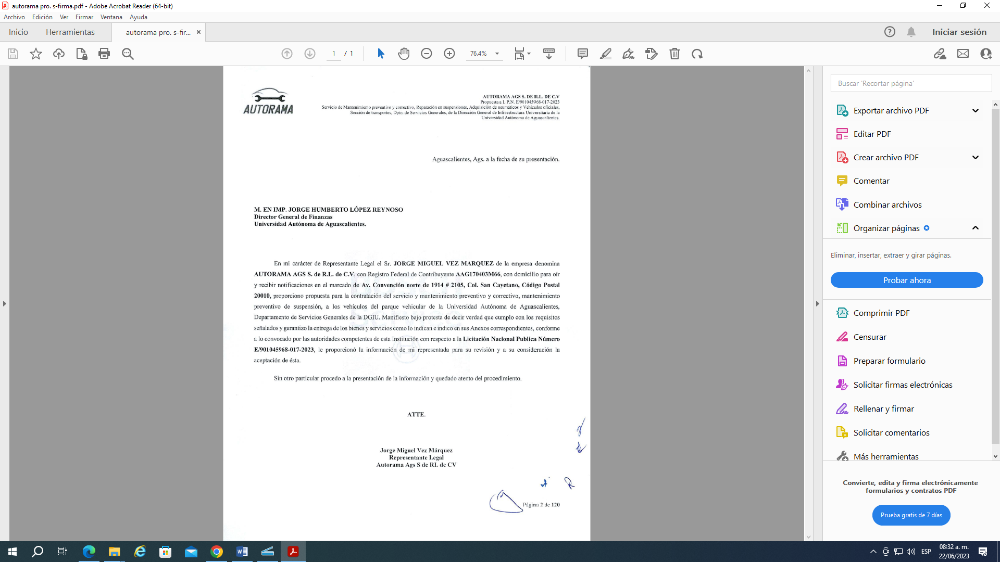 autorama pro. s-firma.pdf - Adobe Acrobat Reader (64-bit)
Archivo Edición Ver Firmar Ventana Ayuda
Inicio Herramientas autorama pro. s-fir... Iniciar sesión
1 / 1 76.4%
AUTORAMA
AUTORAMA AGS S. DE R.L. DE C.V
Propuesta a L.P.N. E/901045968-017-2023
Servicio de Mantenimiento preventivo y correctivo, Reparación en suspensiones, Adquisición de neumáticos y Vehículos oficiales,
Sección de transportes, Dpto. de Servicios Generales, de la Dirección General de Infraestructura Universitaria de la
Universidad Autónoma de Aguascalientes.
Aguascalientes, Ags. a la fecha de su presentación.
M. EN IMP. JORGE HUMBERTO LÓPEZ REYNOSO
Director General de Finanzas
Universidad Autónoma de Aguascalientes.
En mi carácter de Representante Legal el Sr. JORGE MIGUEL VEZ MARQUEZ de la empresa denomina
AUTORAMA AGS S. de R.L. de C.V. con Registro Federal de Contribuyente AAG170403M66, con domicilio para oír
y recibir notificaciones en el marcado de Av. Convención norte de 1914 # 2105, Col. San Cayetano, Código Postal
20010, proporciono propuesta para la contratación del servicio y mantenimiento preventivo y correctivo, mantenimiento
preventivo de suspensión, a los vehículos del parque vehicular de la Universidad Autónoma de Aguascalientes,
Departamento de Servicios Generales de la DGIU. Manifiesto bajo protesta de decir verdad que cumplo con los requisitos
señalados y garantizo la entrega de los bienes y servicios como lo indican e indico en sus Anexos correspondientes, conforme
a lo convocado por las autoridades competentes de esta Institución con respecto a la Licitación Nacional Publica Número
E/901045968-017-2023, le proporcionó la información de mi representada para su revisión y a su consideración la
aceptación de ésta.
Sin otro particular procedo a la presentación de la información y quedado atento del procedimiento.
ATTE.
Jorge Miguel Vez Márquez
Representante Legal
Autorama Ags S de RL de CV
Página 2 de 120
Buscar 'Recortar página'
Exportar archivo PDF
Editar PDF
Crear archivo PDF
Comentar
Combinar archivos
Organizar páginas
Eliminar, insertar, extraer y girar páginas.
Probar ahora
Comprimir PDF
Censurar
Preparar formulario
Solicitar firmas electrónicas
Rellenar y firmar
Solicitar comentarios
Más herramientas
Convierte, edita y firma electrónicamente
formularios y contratos PDF
Prueba gratis de 7 días
ESP
08:32 a. m.
22/06/2023